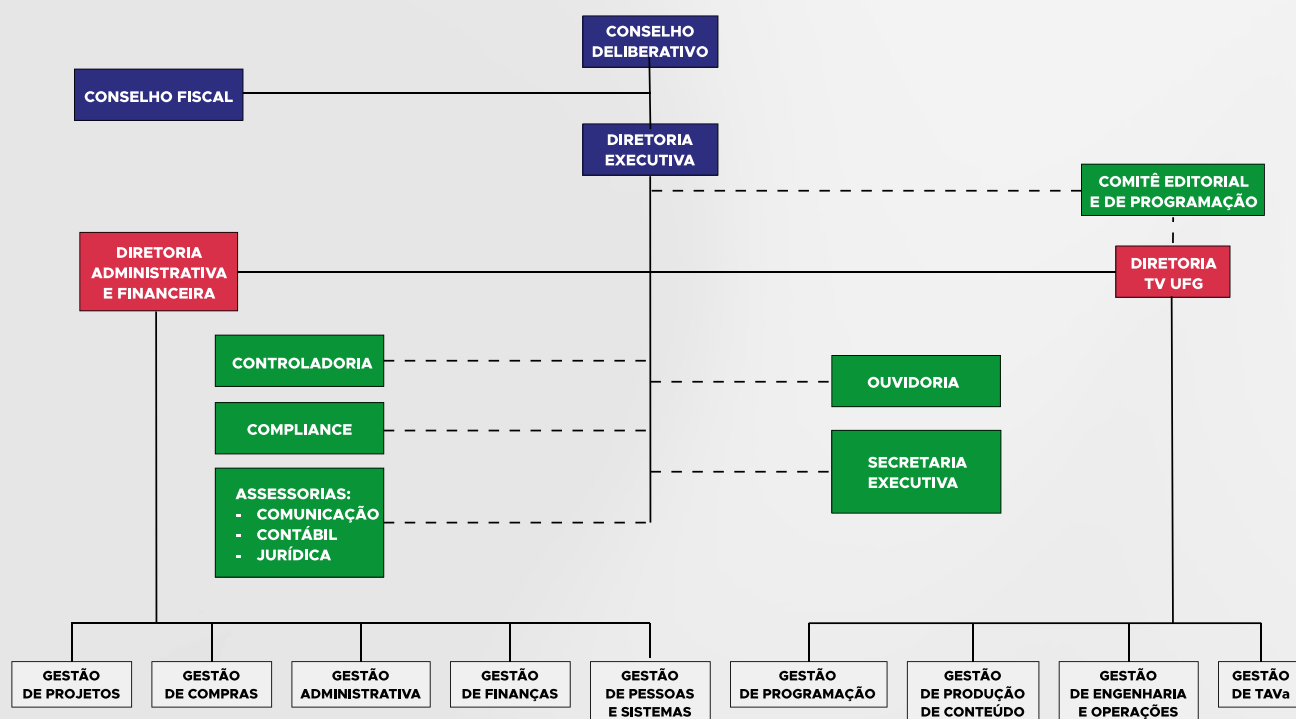 CONSELHO
DELIBERATIVO
CONSELHO FISCAL
DIRETORIA
EXECUTIVA
COMITÊ EDITORIAL
E DE PROGRAMAÇÃO
DIRETORIA
ADMINISTRATIVA
E FINANCEIRA
DIRETORIA
TV UFG
CONTROLADORIA
OUVIDORIA
COMPLIANCE
SECRETARIA
EXECUTIVA
ASSESSORIAS:
- COMUNICAÇÃO
- CONTÁBIL
- JURÍDICA
GESTÃO
DE PROJETOS
GESTÃO
DE COMPRAS
GESTÃO
ADMINISTRATIVA
GESTÃO
DE FINANÇAS
GESTÃO
DE PESSOAS
E SISTEMAS
GESTÃO
DE PROGRAMAÇÃO
GESTÃO
DE PRODUÇÃO
DE CONTEÚDO
GESTÃO
DE ENGENHARIA
E OPERAÇÕES
GESTÃO
DE TAVa